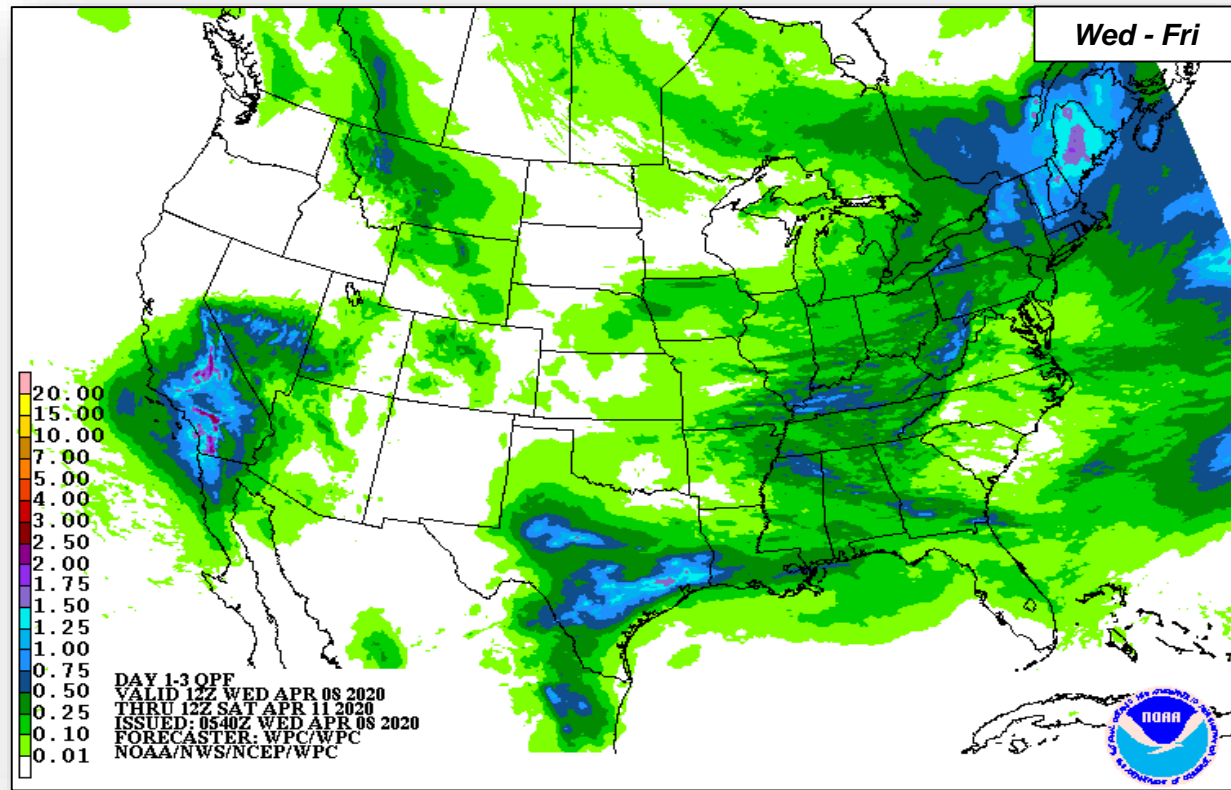 Wed - Fri
20.00
15.00
10.00
7.00
5.00
4.00
3.00
2.50
2.00
1.75
1.50
1.25
1.00
0.75
0.50
0.25
0.10
0.01
DAY 1-3 QPF
VALID 12Z WED APR 08 2020
THRU 12Z SAT APR 11 2020
ISSUED: 0540Z WED APR 08 2020
FORECASTER: WPC/WPC
NOAA/NWS/NCEP/WPC
NOAA